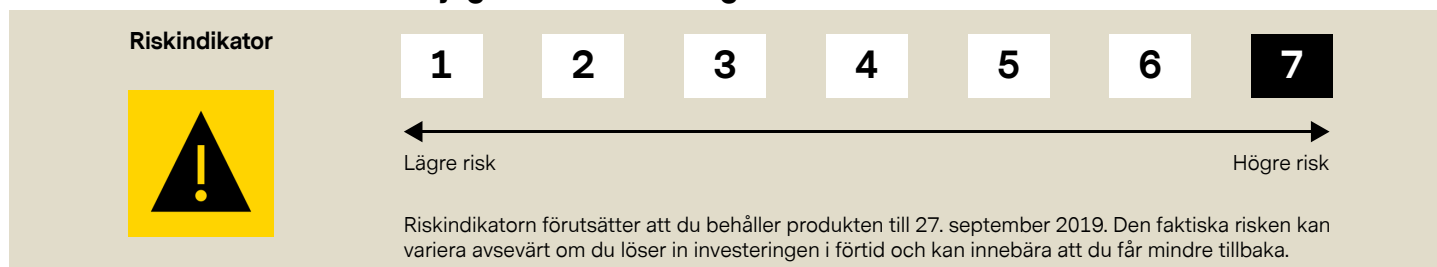 Riskindikator
1 2 3 4 5 6 7
Lägre risk Högre risk
Riskindikatorn förutsätter att du behåller produkten till 27. september 2019. Den faktiska risken kan
variera avsevärt om du löser in investeringen i förtid och kan innebära att du får mindre tillbaka.